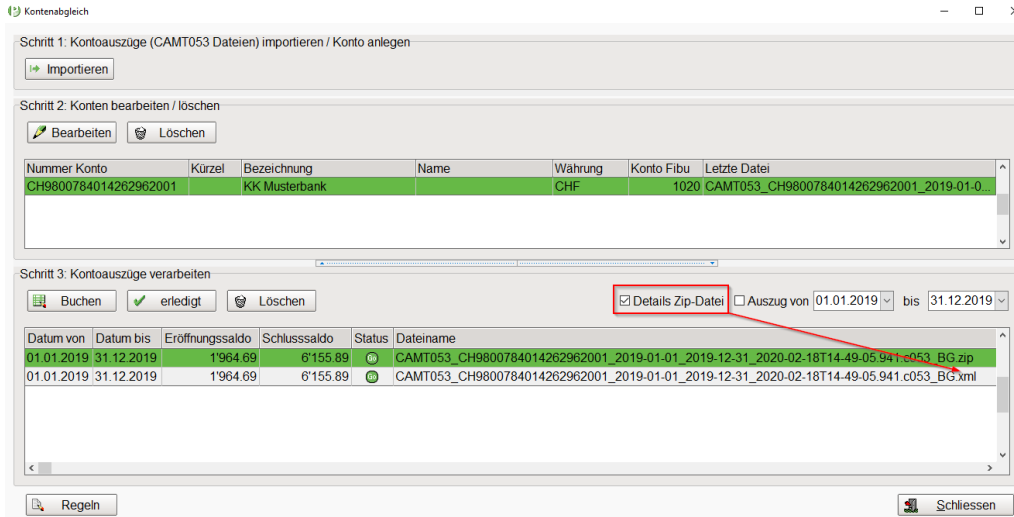 Kontenabgleich
Schritt 1: Kontoauszüge (CAMT053 Dateien) importieren / Konto anlegen
Importieren
Schritt 2: Konten bearbeiten / löschen
Bearbeiten Löschen
Nummer Konto Kürzel Bezeichnung Name Währung Konto Fibu Letzte Datei
CH9800784014262962001 KK Musterbank CHF 1020 CAMT053_CH9800784014262962001_2019-01-0...
Schritt 3: Kontoauszüge verarbeiten
Buchen erledigt Löschen Details Zip-Datei Auszug von 01.01.2019 bis 31.12.2019
Datum von Datum bis Eröffnungssaldo Schlusssaldo Status Dateiname
01.01.2019 31.12.2019 1'964.69 6'155.89 CAMT053_CH9800784014262962001_2019-01-01_2019-12-31_2020-02-18T14-49-05.941.c053_BG.zip
01.01.2019 31.12.2019 1'964.69 6'155.89 CAMT053_CH9800784014262962001_2019-01-01_2019-12-31_2020-02-18T14-49-05.941.c053_BG.xml
Regeln Schliessen